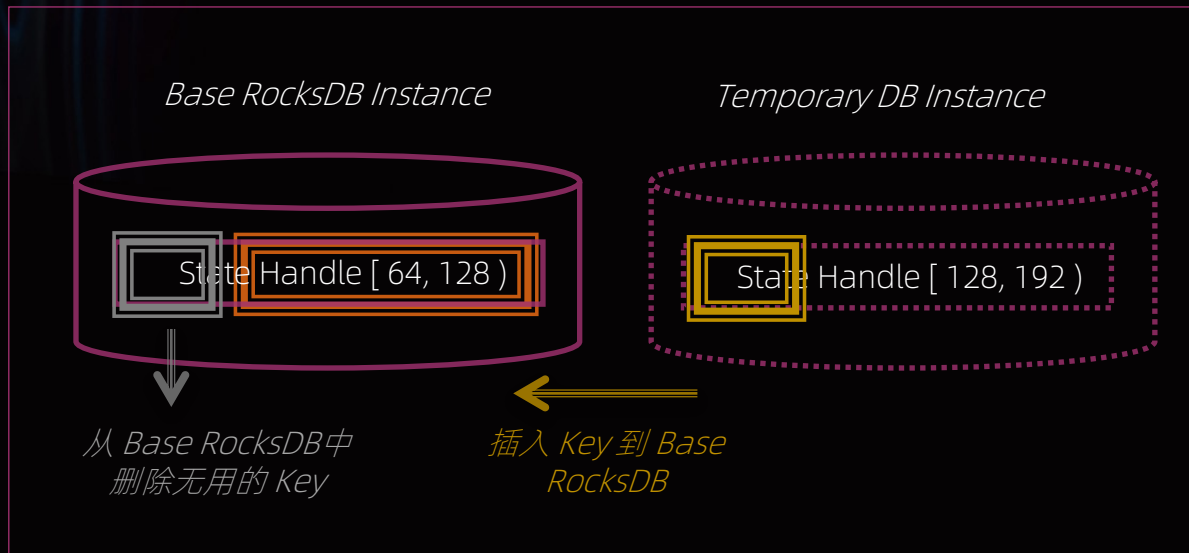 Base RocksDB Instance
Temporary DB Instance
State Handle [ 64, 128 )
State Handle [ 128, 192 )
从 Base RocksDB中
删除无用的 Key
插入 Key 到 Base
RocksDB